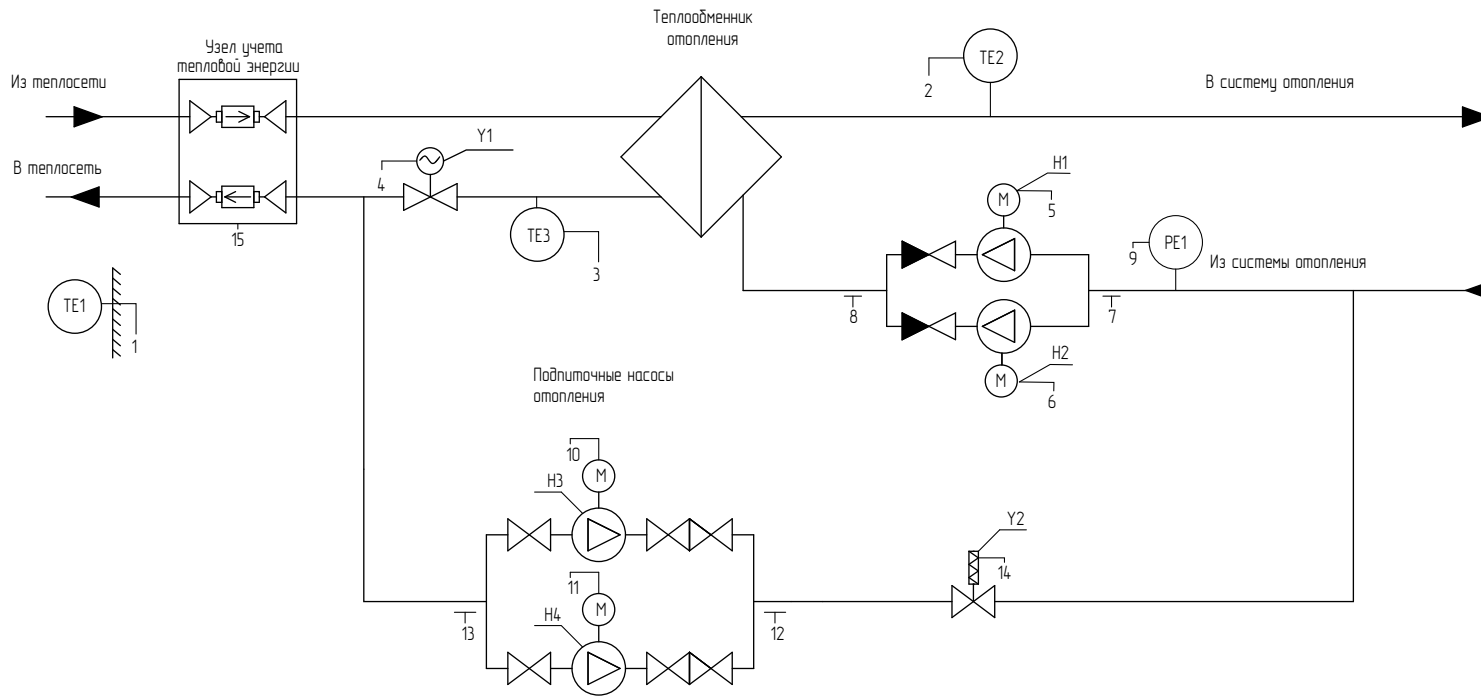 Теплообменник
отопления
Узел учета
тепловой энергии
Из теплосети
В теплосеть
15
Y1
4
TE3
3
TE2
2
В систему отопления
H1
M
5
PE1
9
Из системы отопления
8
7
H2
M
6
TE1
1
Подпиточные насосы
отопления
10
M
H3
11
M
H4
13
12
Y2
14